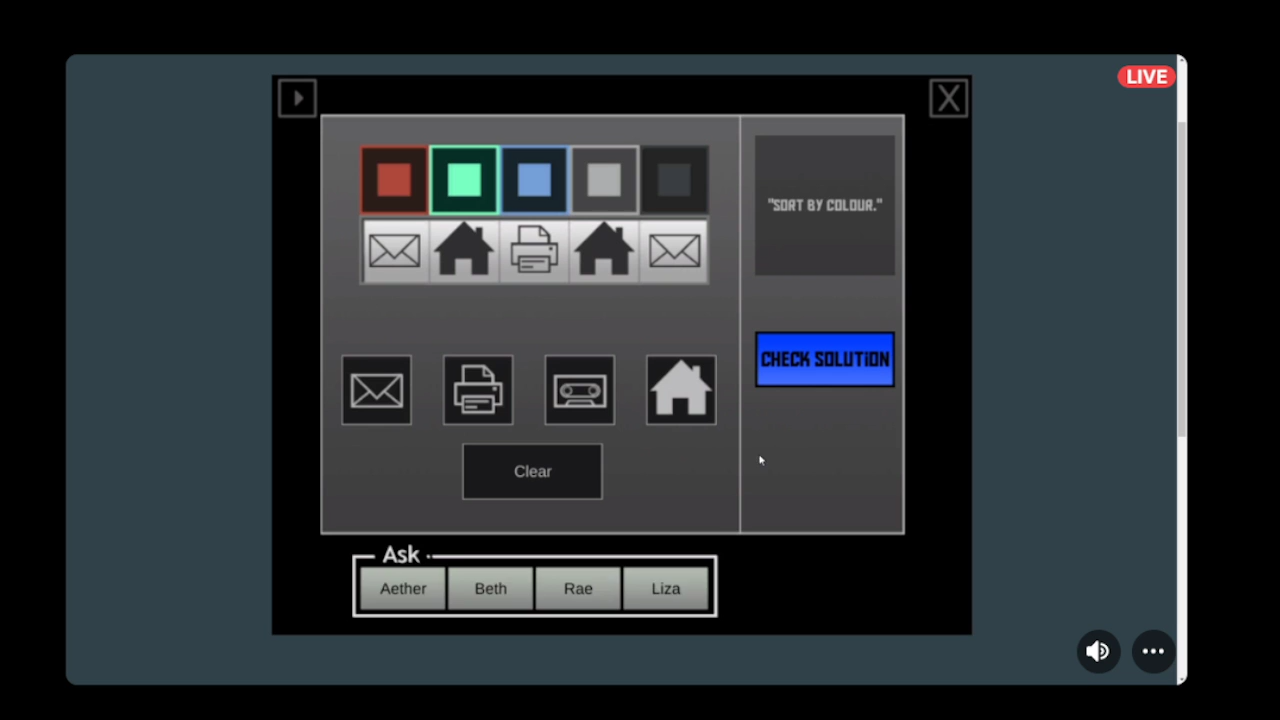 LIVE
"SORT BY COLOUR."
CHECK SOLUTION
Clear
Ask
Aether
Beth
Rae
Liza